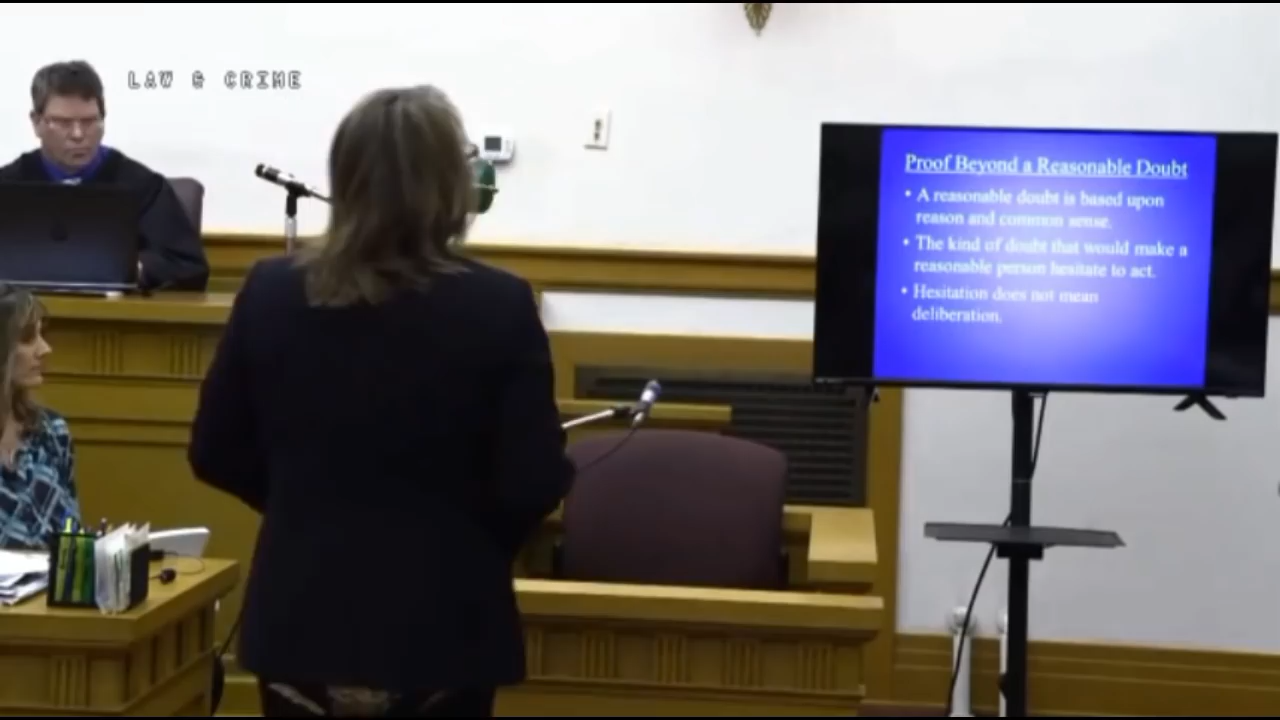 LAW & CRIME
Proof Beyond a Reasonable Doubt
• A reasonable doubt is based upon
reason and common sense.
• The kind of doubt that would make a
reasonable person hesitate to act.
• Hesitation does not mean
deliberation.